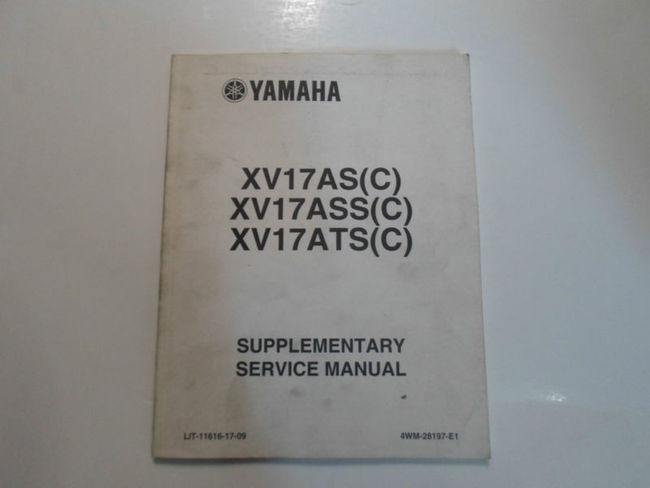 YAMAHA
XV17AS(C)
XV17ASS(C)
XV17ATS(C)
SUPPLEMENTARY
SERVICE MANUAL
LIT-11616-17-09
4WM-28197-E1